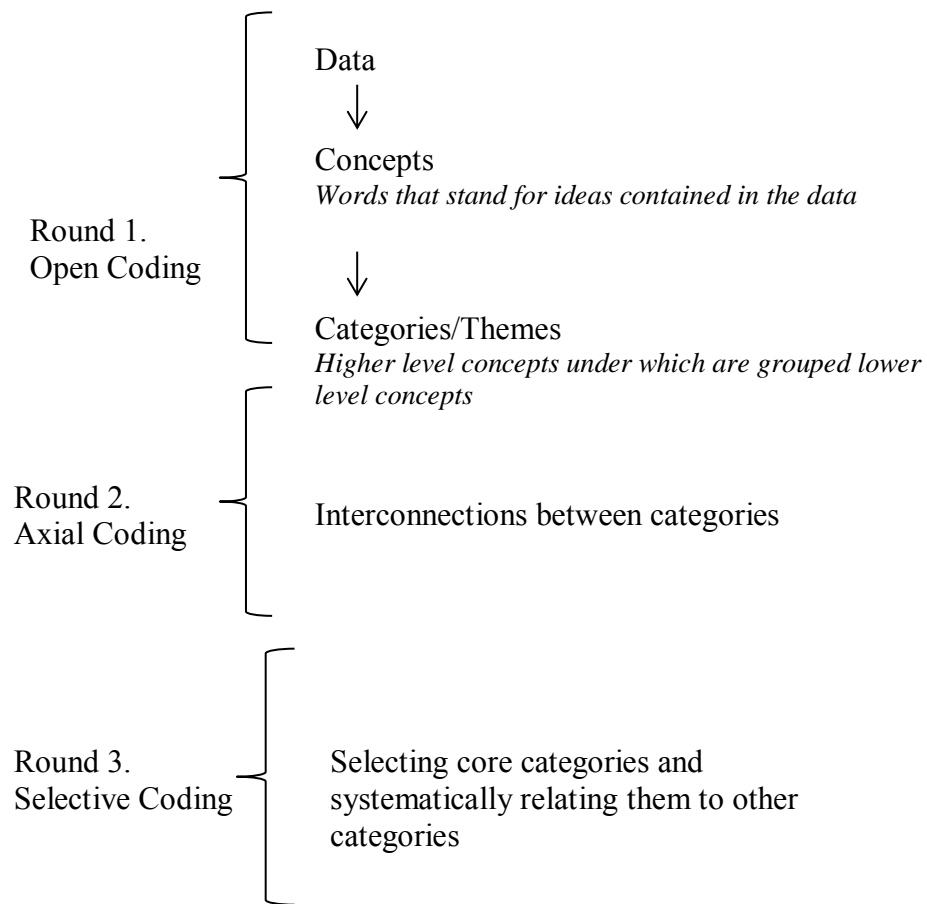 Data
Concepts
Words that stand for ideas contained in the data
Round 1.
Open Coding
Categories/Themes
Higher level concepts under which are grouped lower
level concepts
Round 2.
Axial Coding
Interconnections between categories
Round 3.
Selective Coding
Selecting core categories and
systematically relating them to other
categories